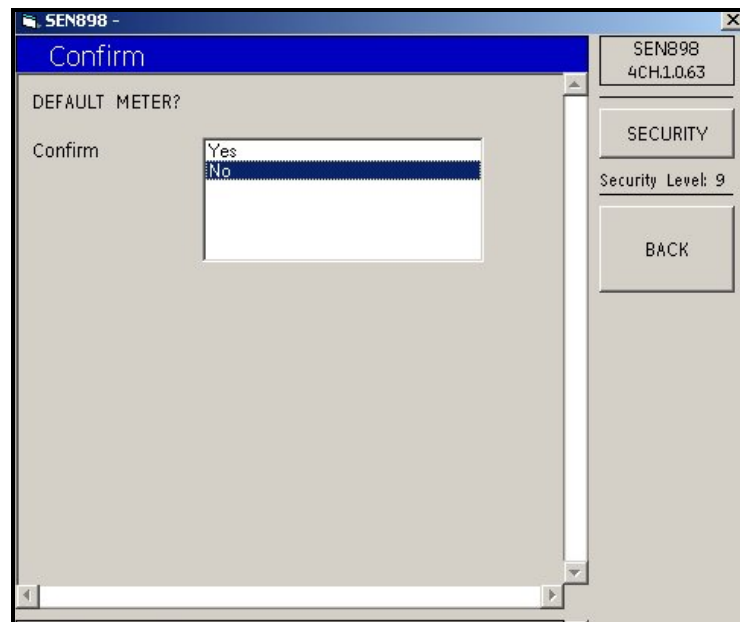 SEN898 -
Confirm
SEN898
4CH.1.0.63
DEFAULT METER?
SECURITY
Confirm
Yes
No
Security Level: 9
BACK